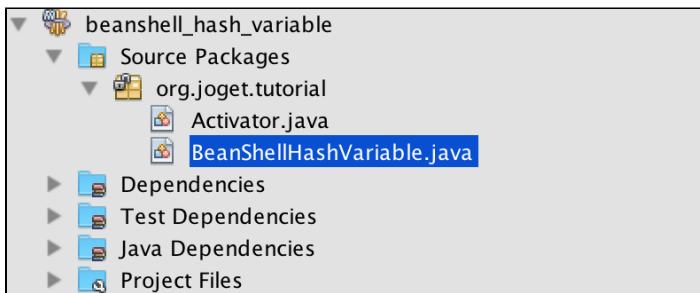 beanshell_hash_variable
Source Packages
org.joget.tutorial
Activator.java
BeanShellHashVariable.java
Dependencies
Test Dependencies
Java Dependencies
Project Files